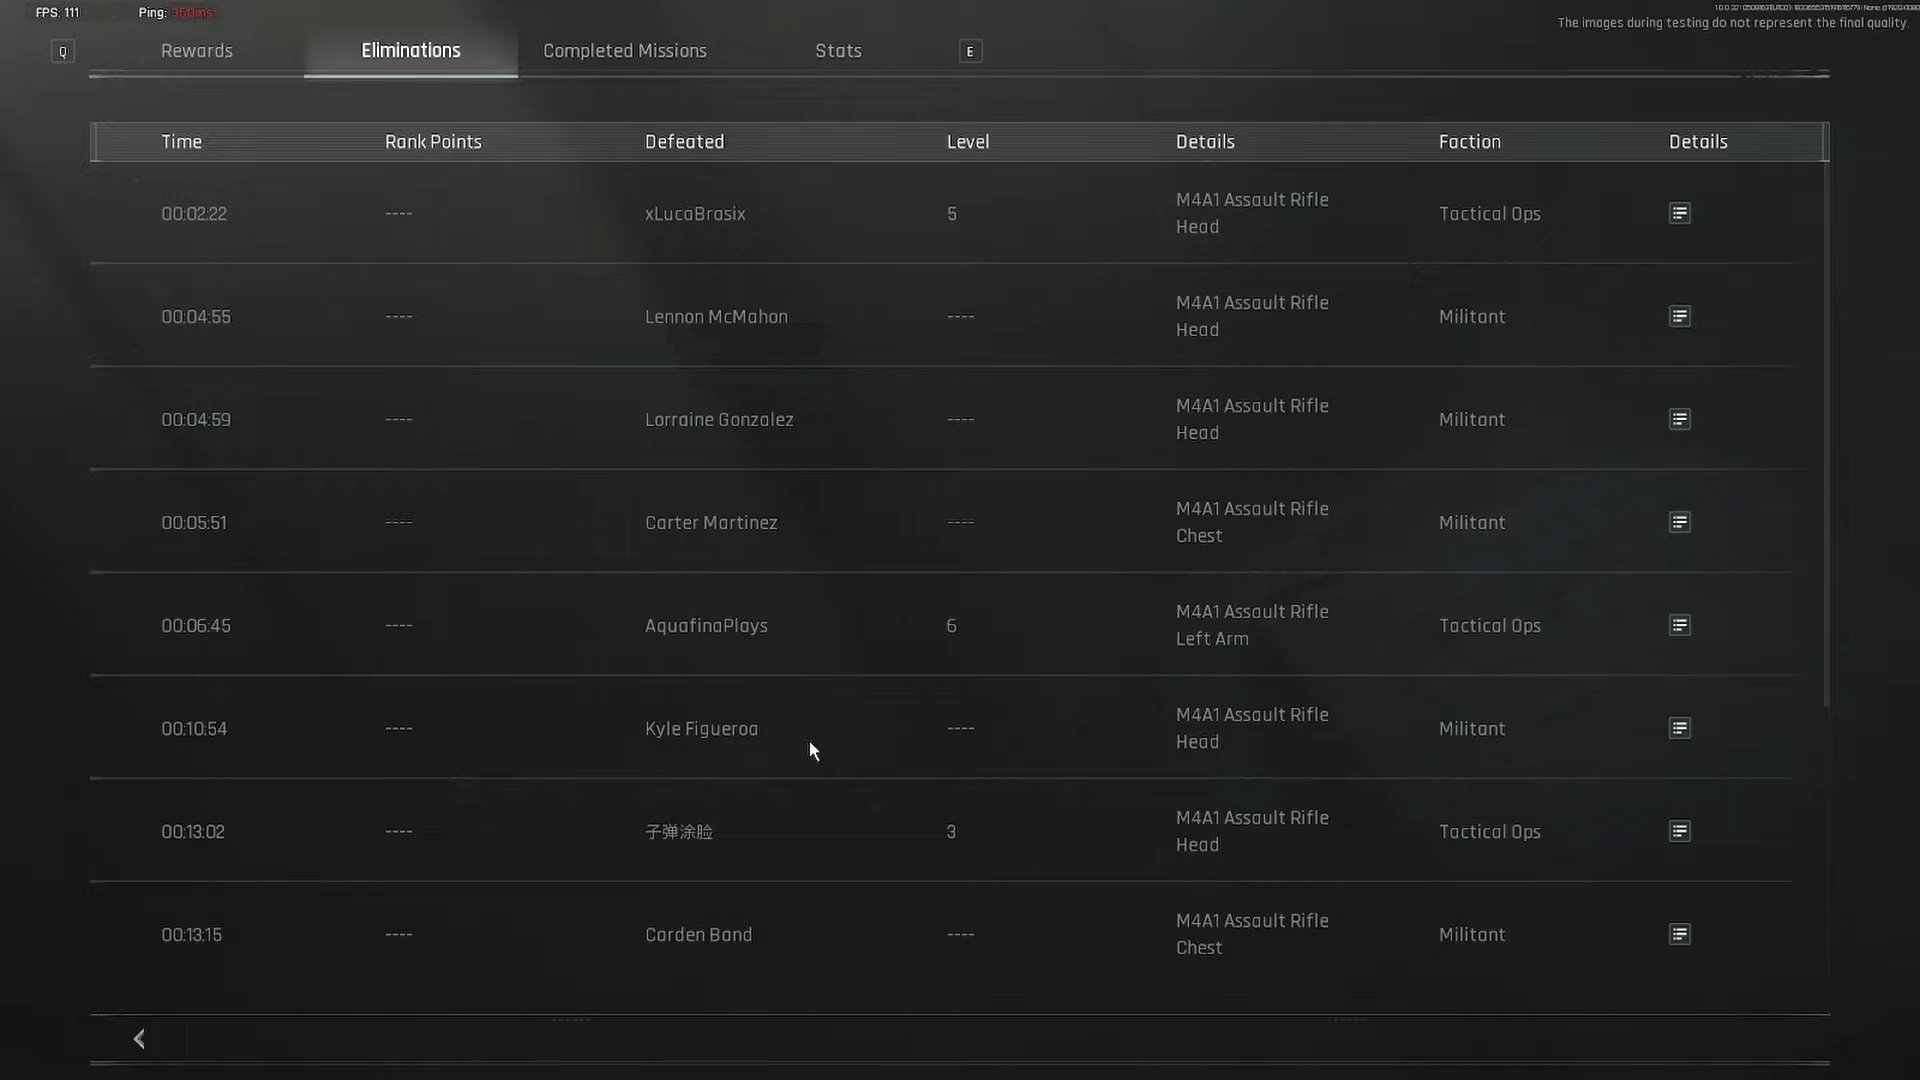 FPS: 111 Ping: 360ms
The images during testing do not represent the final quality.
Q Rewards Eliminations Completed Missions Stats E
Time Rank Points Defeated Level Details Faction Details
00:02:22 ---- xLucaBrasix 5 M4A1 Assault Rifle Head Tactical Ops
00:04:55 ---- Lennon McMahon ---- M4A1 Assault Rifle Head Militant
00:04:59 ---- Lorraine Gonzalez ---- M4A1 Assault Rifle Head Militant
00:05:51 ---- Carter Martinez ---- M4A1 Assault Rifle Chest Militant
00:06:45 ---- AquafinaPlays 6 M4A1 Assault Rifle Left Arm Tactical Ops
00:10:54 ---- Kyle Figueroa ---- M4A1 Assault Rifle Head Militant
00:13:02 ---- 子弹涂脸 3 M4A1 Assault Rifle Head Tactical Ops
00:13:15 ---- Carden Band ---- M4A1 Assault Rifle Chest Militant